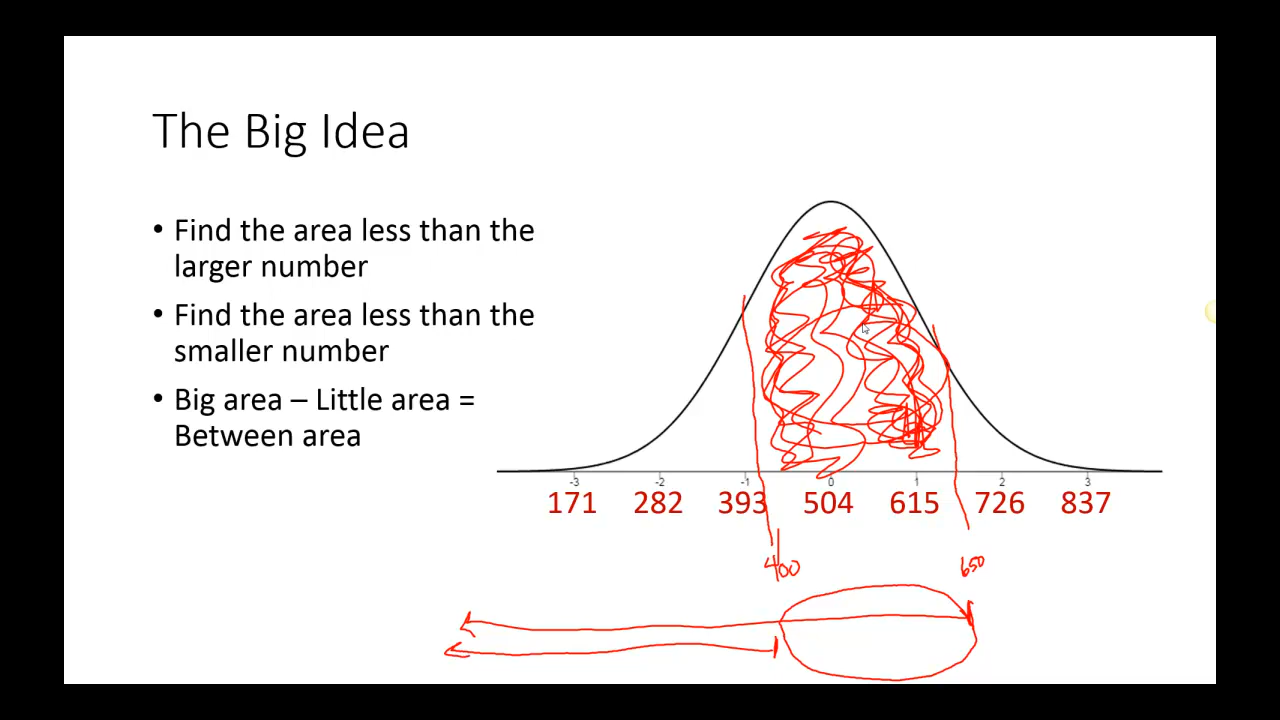 The Big Idea
• Find the area less than the
larger number
• Find the area less than the
smaller number
• Big area – Little area =
Between area
-3 -2 -1 0 1 2 3
171 282 393 504 615 726 837
400 650